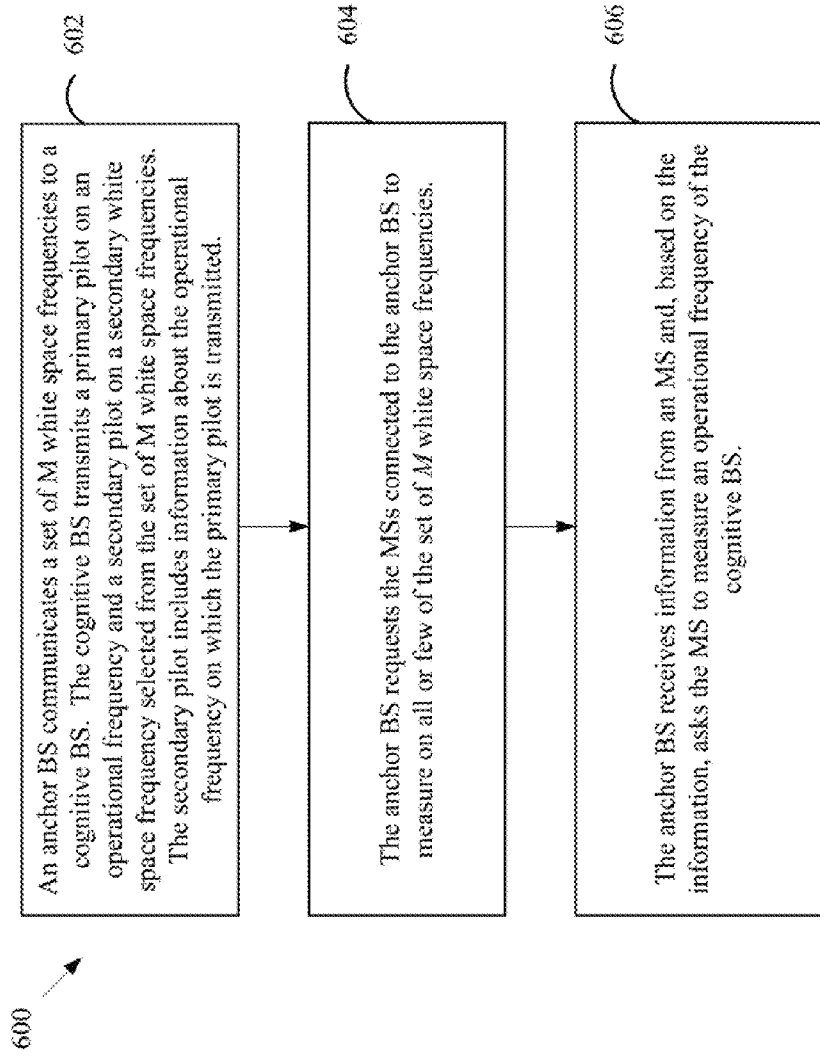 600
An anchor BS communicates a set of M white space frequencies to a
cognitive BS. The cognitive BS transmits a primary pilot on an
operational frequency and a secondary pilot on a secondary white
space frequency selected from the set of M white space frequencies.
The secondary pilot includes information about the operational
frequency on which the primary pilot is transmitted.
602
The anchor BS requests the MSs connected to the anchor BS to
measure on all or few of the set of M white space frequencies.
604
The anchor BS receives information from an MS and, based on the
information, asks the MS to measure an operational frequency of the
cognitive BS.
606